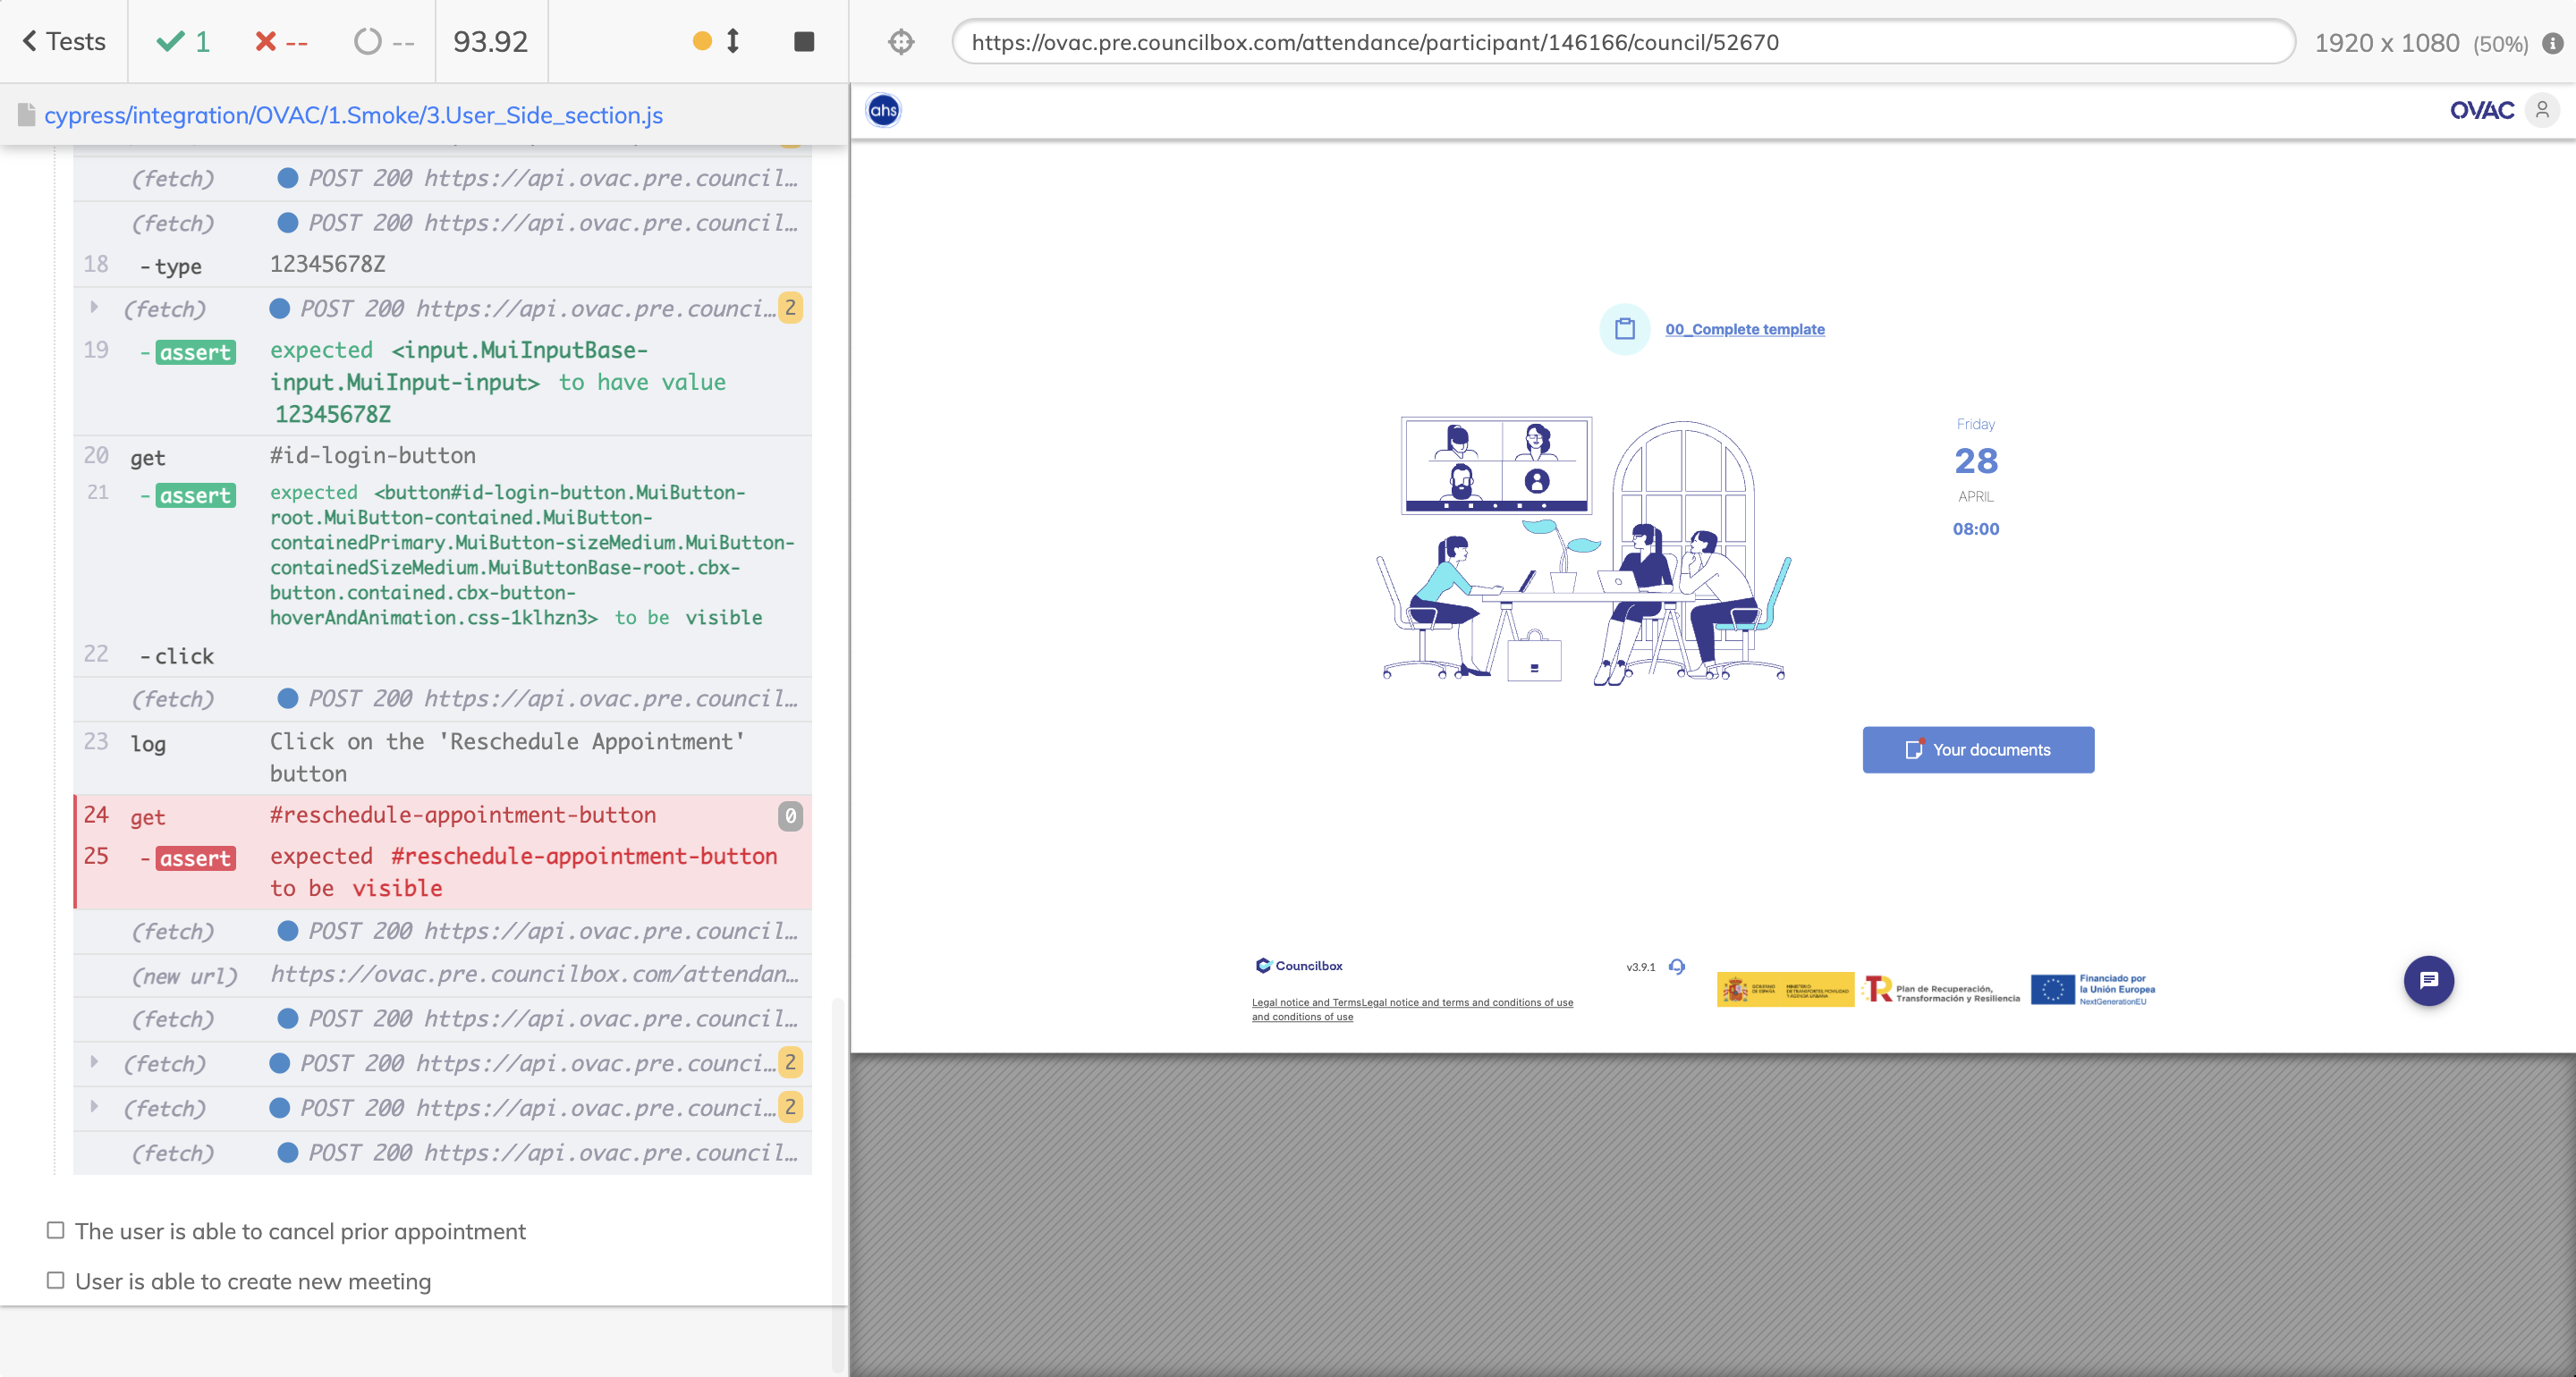 Tests
1
--
--
93.92
https://ovac.pre.councilbox.com/attendance/participant/146166/council/52670
1920 x 1080 (50%)
cypress/integration/OVAC/1.Smoke/3.User_Side_section.js
(fetch) POST 200 https://api.ovac.pre.council...
(fetch) POST 200 https://api.ovac.pre.council...
18 -type 12345678Z
(fetch) POST 200 https://api.ovac.pre.counci... 2
19 -assert expected <input.MuiInputBase-
input.MuiInput-input> to have value
12345678Z
20 get #id-login-button
21 -assert expected <button#id-login-button.MuiButton-
root.MuiButton-contained.MuiButton-
containedPrimary.MuiButton-sizeMedium.MuiButton-
containedSizeMedium.MuiButtonBase-root.cbx-
button.contained.cbx-button-
hoverAndAnimation.css-1klhzn3> to be visible
22 -click
(fetch) POST 200 https://api.ovac.pre.council...
23 log Click on the 'Reschedule Appointment'
button
24 get #reschedule-appointment-button 0
25 -assert expected #reschedule-appointment-button
to be visible
(fetch) POST 200 https://api.ovac.pre.council...
(new url) https://ovac.pre.councilbox.com/attendan...
(fetch) POST 200 https://api.ovac.pre.council...
(fetch) POST 200 https://api.ovac.pre.counci... 2
(fetch) POST 200 https://api.ovac.pre.counci... 2
(fetch) POST 200 https://api.ovac.pre.council...
The user is able to cancel prior appointment
User is able to create new meeting
ahs
OVAC
00_Complete template
Friday
28
APRIL
08:00
Your documents
Councilbox
v3.9.1
Legal notice and TermsLegal notice and terms and conditions of use
and conditions of use
Plan de Recuperación,
Transformación y Resiliencia
Financiado por
la Unión Europea
NextGenerationEU